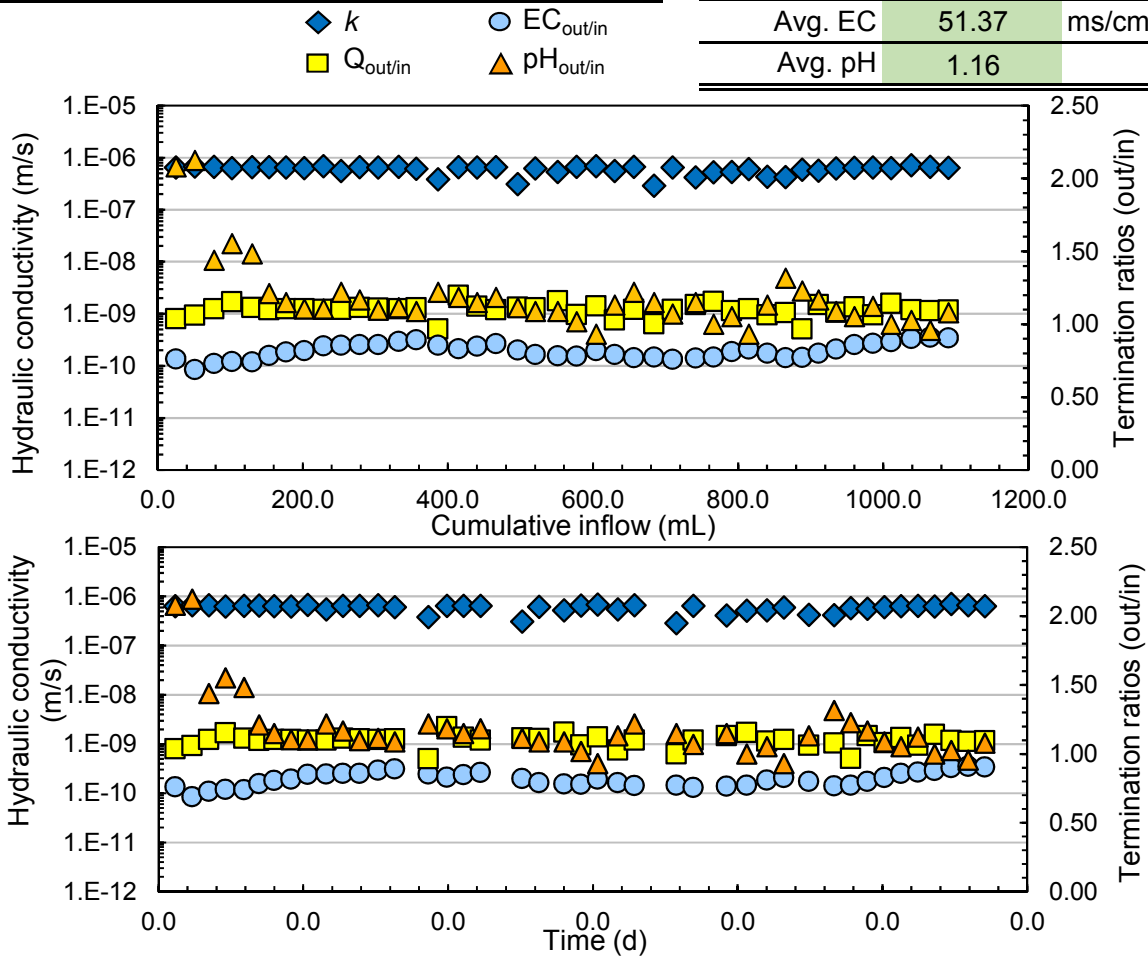 k EC out/in
Q out/in pH out/in
Avg. EC 51.37 ms/cm
Avg. pH 1.16
Hydraulic conductivity (m/s)
1.E-05
1.E-06
1.E-07
1.E-08
1.E-09
1.E-10
1.E-11
1.E-12
2.50
2.00
1.50
1.00
0.50
0.00
Termination ratios (out/in)
0.0 200.0 400.0 600.0 800.0 1000.0 1200.0
Cumulative inflow (mL)
Hydraulic conductivity
(m/s)
1.E-05
1.E-06
1.E-07
1.E-08
1.E-09
1.E-10
1.E-11
1.E-12
2.50
2.00
1.50
1.00
0.50
0.00
Termination ratios (out/in)
0.0 0.0 0.0 0.0 0.0 0.0 0.0
Time (d)